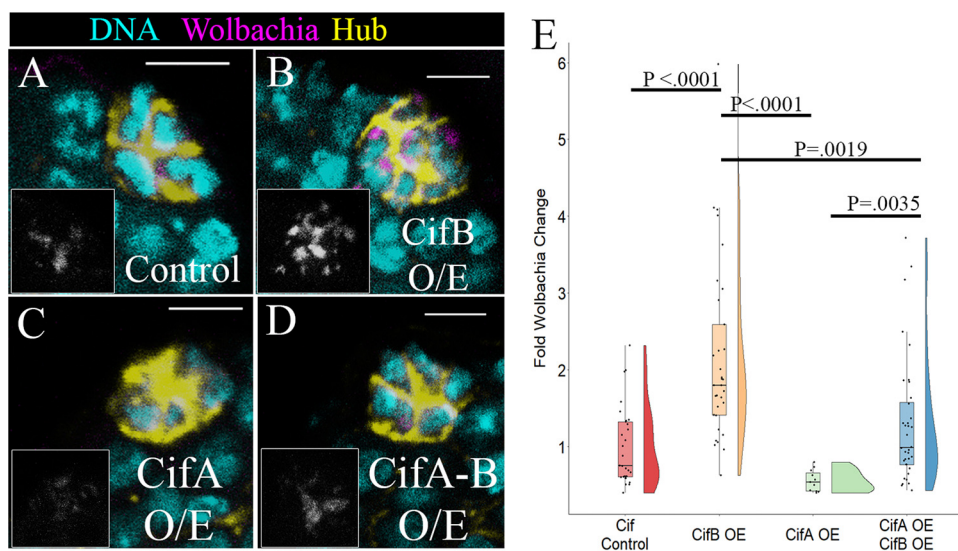 DNA Wolbachia Hub
A
Control
B
CifB
O/E
C
CifA
O/E
D
CifA-B
O/E
E
Fold Wolbachia Change
6
5
4
3
2
1
P <.0001
P<.0001
P=.0019
P=.0035
Cif
Control
CifB OE
CifA OE
CifA OE
CifB OE